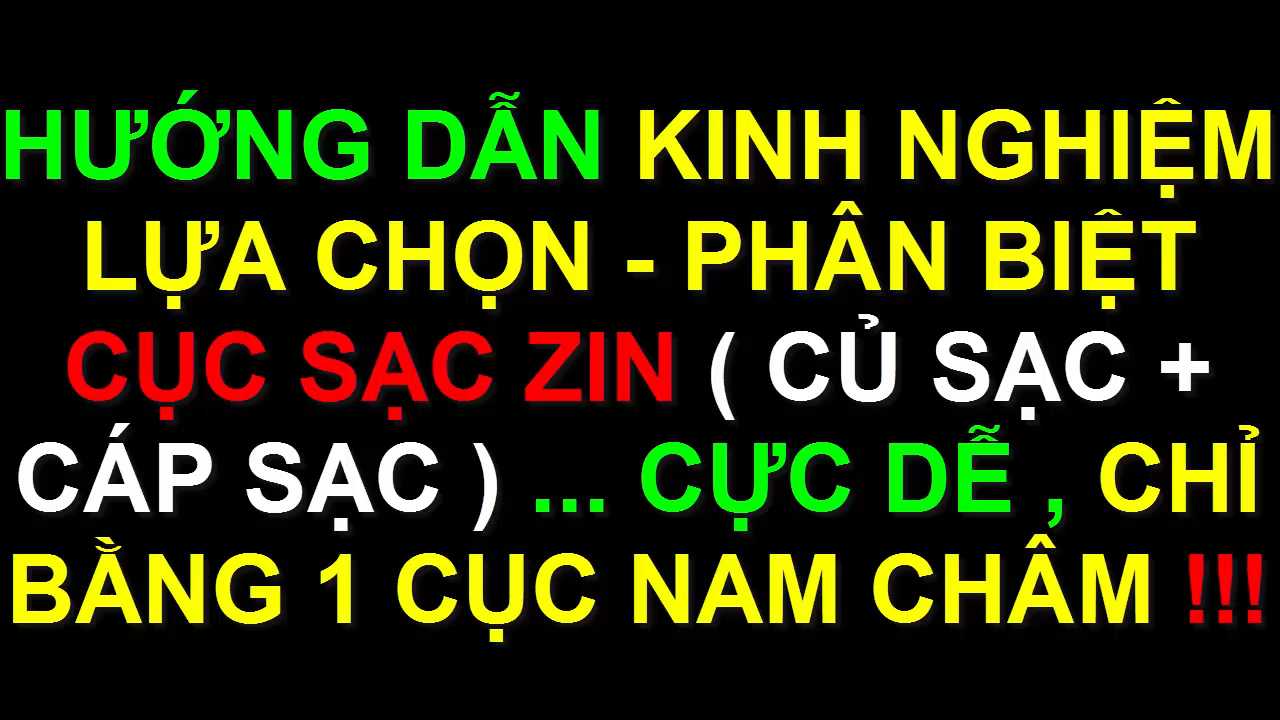 HƯỚNG DẪN KINH NGHIỆM
LỰA CHỌN - PHÂN BIỆT
CỤC SẠC ZIN ( CỦ SẠC +
CÁP SẠC ) ... CỰC DỄ , CHỈ
BẰNG 1 CỤC NAM CHÂM !!!